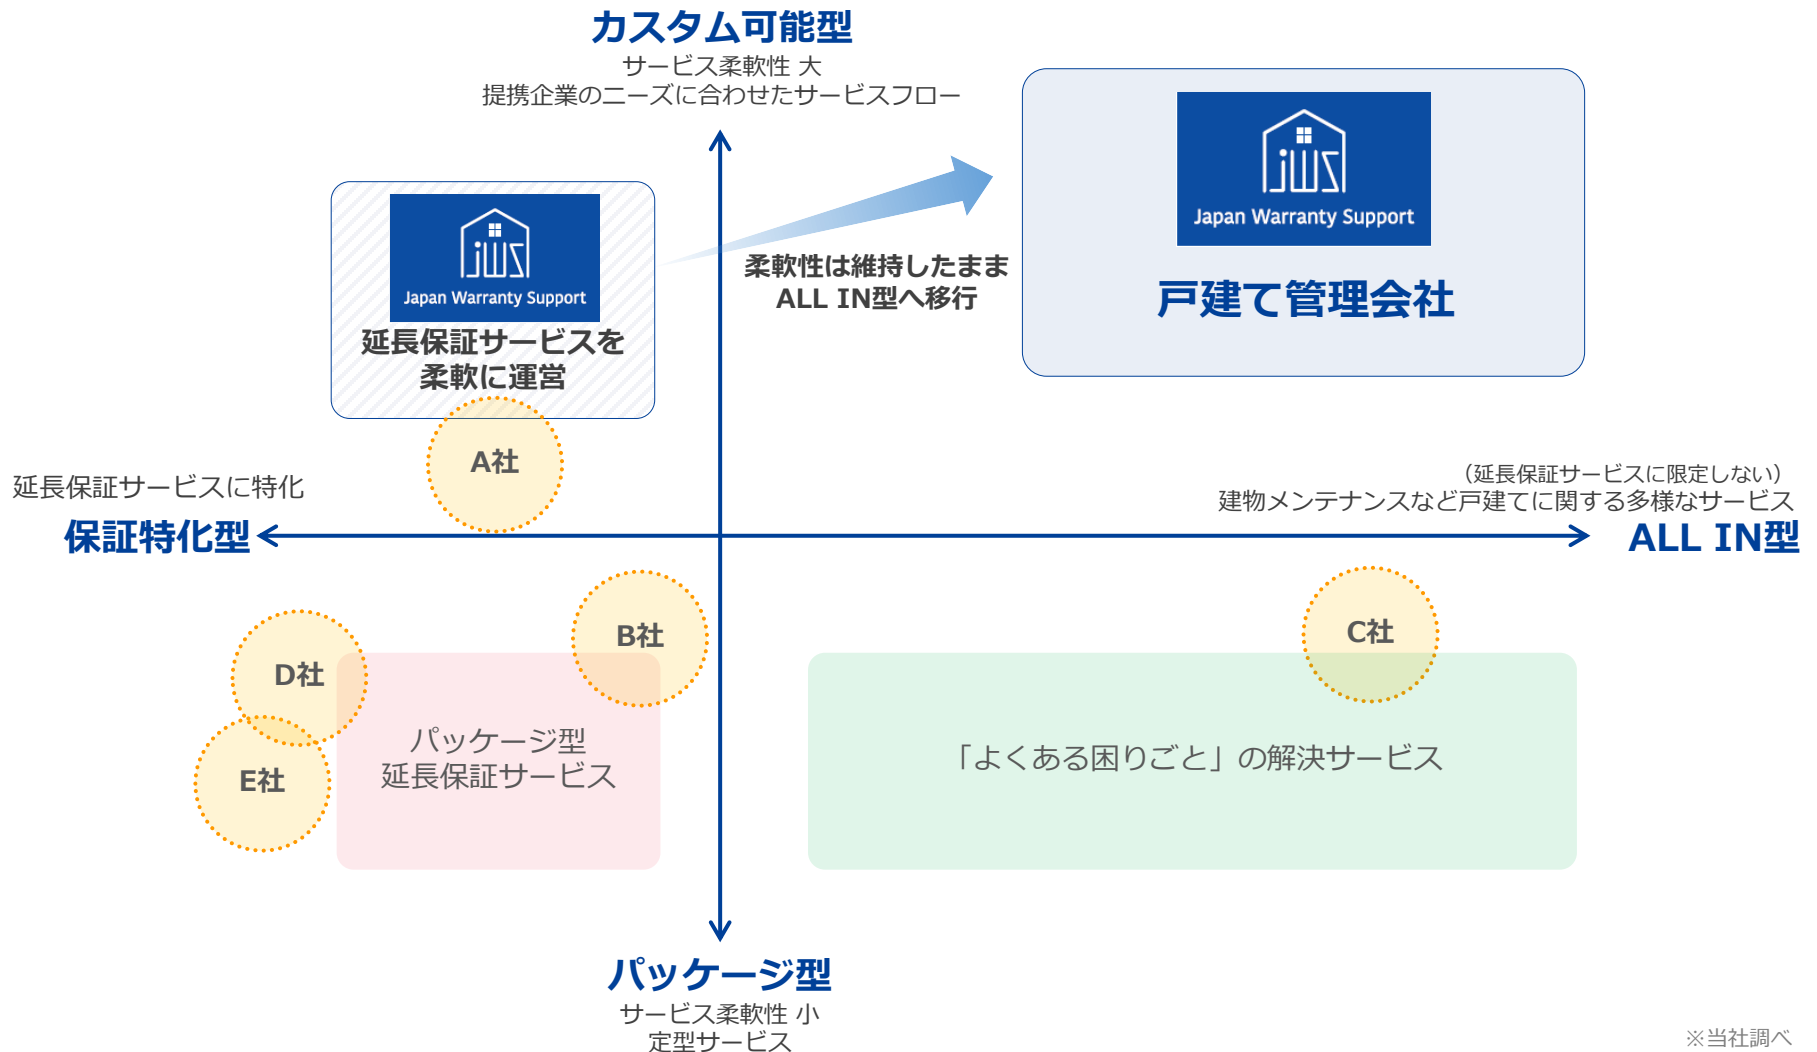 カスタム可能型
サービス柔軟性 大
提携企業のニーズに合わせたサービスフロー
jws
Japan Warranty Support
延長保証サービスを
柔軟に運営
柔軟性は維持したまま
ALL IN型へ移行
jws
Japan Warranty Support
戸建て管理会社
A社
延長保証サービスに特化
保証特化型
（延長保証サービスに限定しない）
建物メンテナンスなど戸建てに関する多様なサービス
ALL IN型
B社
C社
D社
E社
パッケージ型
延長保証サービス
「よくある困りごと」の解決サービス
パッケージ型
サービス柔軟性 小
定型サービス
※当社調べ